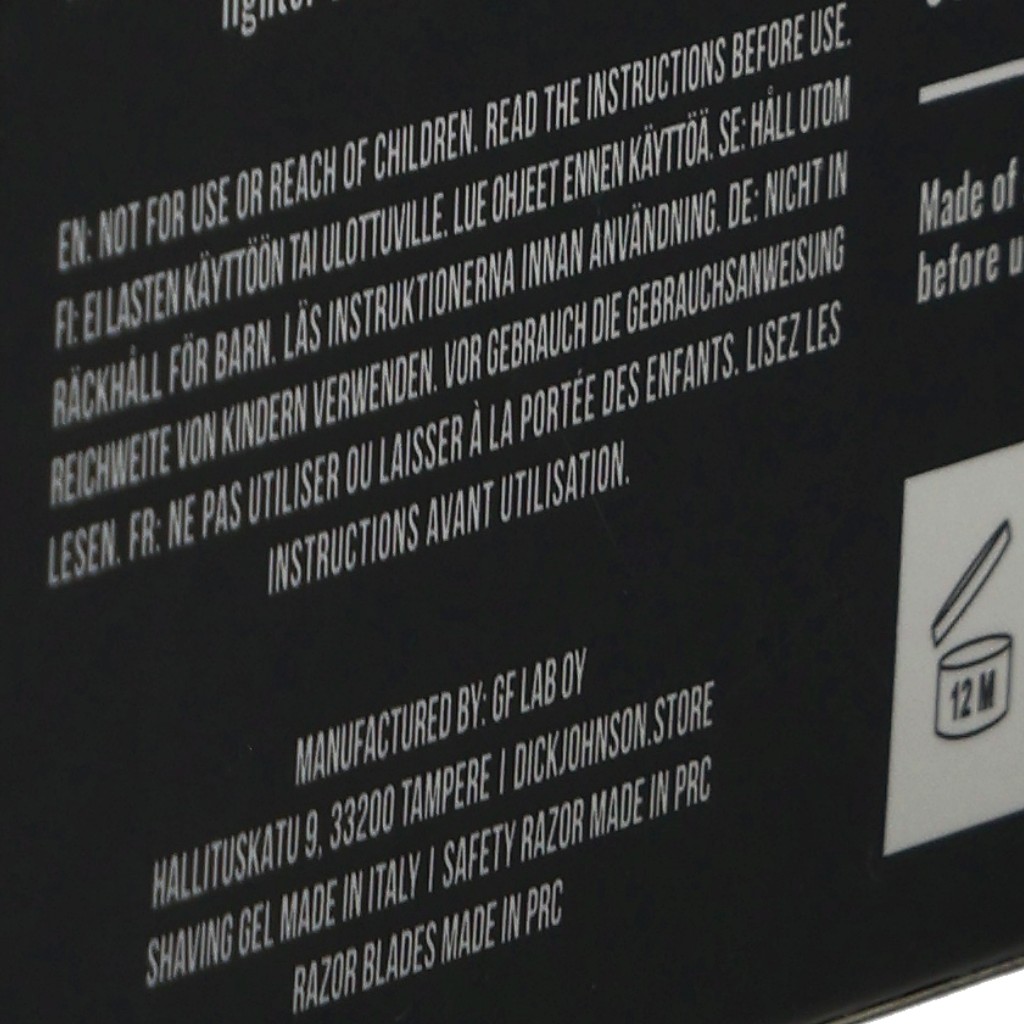 EN: NOT FOR USE OR REACH OF CHILDREN. READ THE INSTRUCTIONS BEFORE USE.
FI: EI LASTEN KÄYTTÖÖN TAI ULOTTUVILLE. LUE OHJEET ENNEN KÄYTTÖÄ. SE: HÅLL UTOM
RÄCKHÅLL FÖR BARN. LÄS INSTRUKTIONERNA INNAN ANVÄNDNING. DE: NICHT IN
REICHWEITE VON KINDERN VERWENDEN. VOR GEBRAUCH DIE GEBRAUCHSANWEISUNG
LESEN. FR: NE PAS UTILISER OU LAISSER À LA PORTÉE DES ENFANTS. LISEZ LES
INSTRUCTIONS AVANT UTILISATION.
MANUFACTURED BY: GF LAB OY
HALLITUSKATU 9, 33200 TAMPERE | DICKJOHNSON.STORE
SHAVING GEL MADE IN ITALY | SAFETY RAZOR MADE IN PRC
RAZOR BLADES MADE IN PRC
Made of
before
12 M